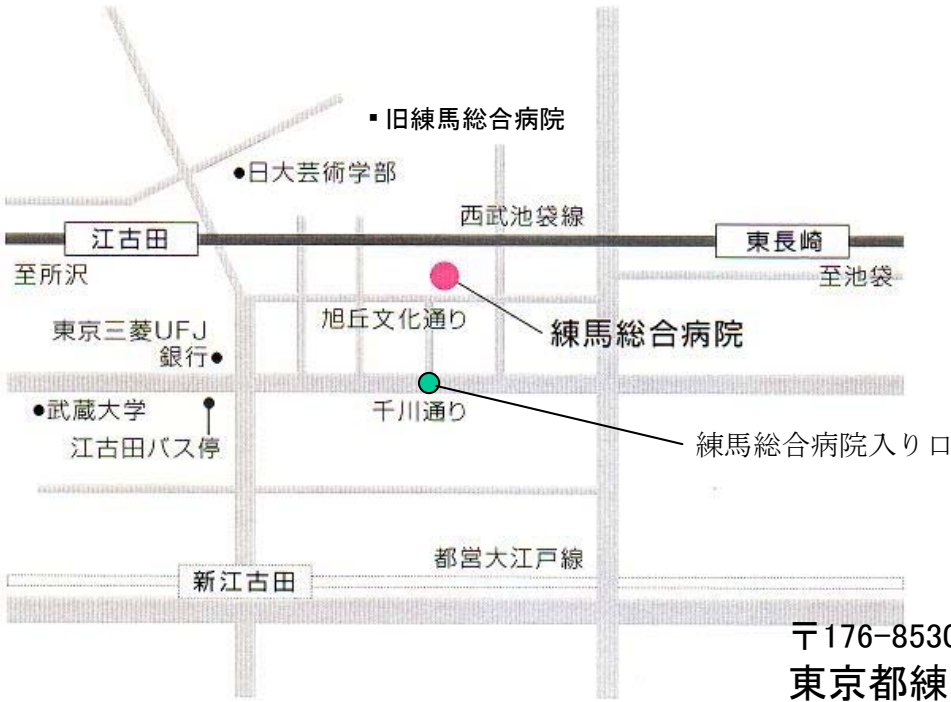 ▪旧練馬総合病院
●日大芸術学部
西武池袋線
江古田
東長崎
至所沢
至池袋
旭丘文化通り
練馬総合病院
東京三菱UFJ
銀行●
●武蔵大学
千川通り
江古田バス停
練馬総合病院入り口
都営大江戸線
新江古田
〒176-8530
東京都練